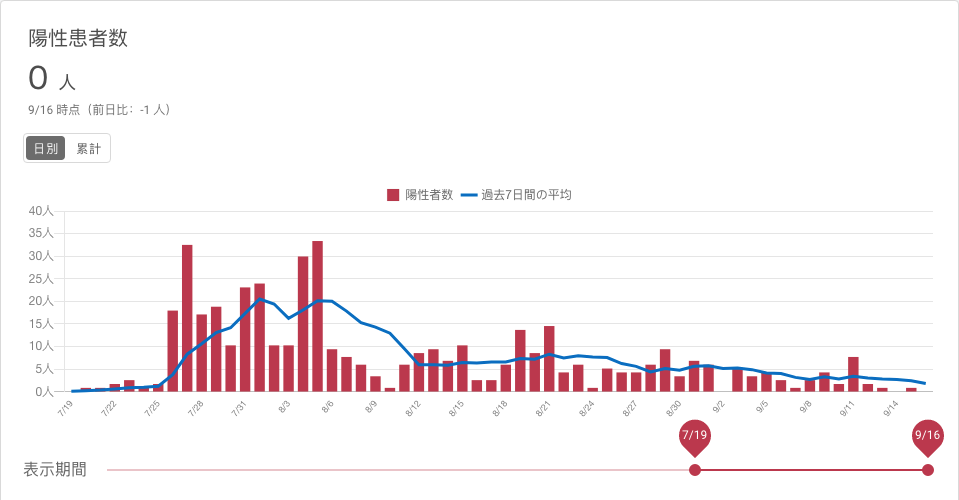 陽性患者数
0 人
9/16 時点（前日比：-1 人）
日別 累計
陽性者数 過去7日間の平均
40人
35人
30人
25人
20人
15人
10人
5人
0人
7/19 7/22 7/25 7/28 7/31 8/3 8/6 8/9 8/12 8/15 8/18 8/21 8/24 8/27 8/30 9/2 9/5 9/8 9/11 9/14
7/19 9/16
表示期間